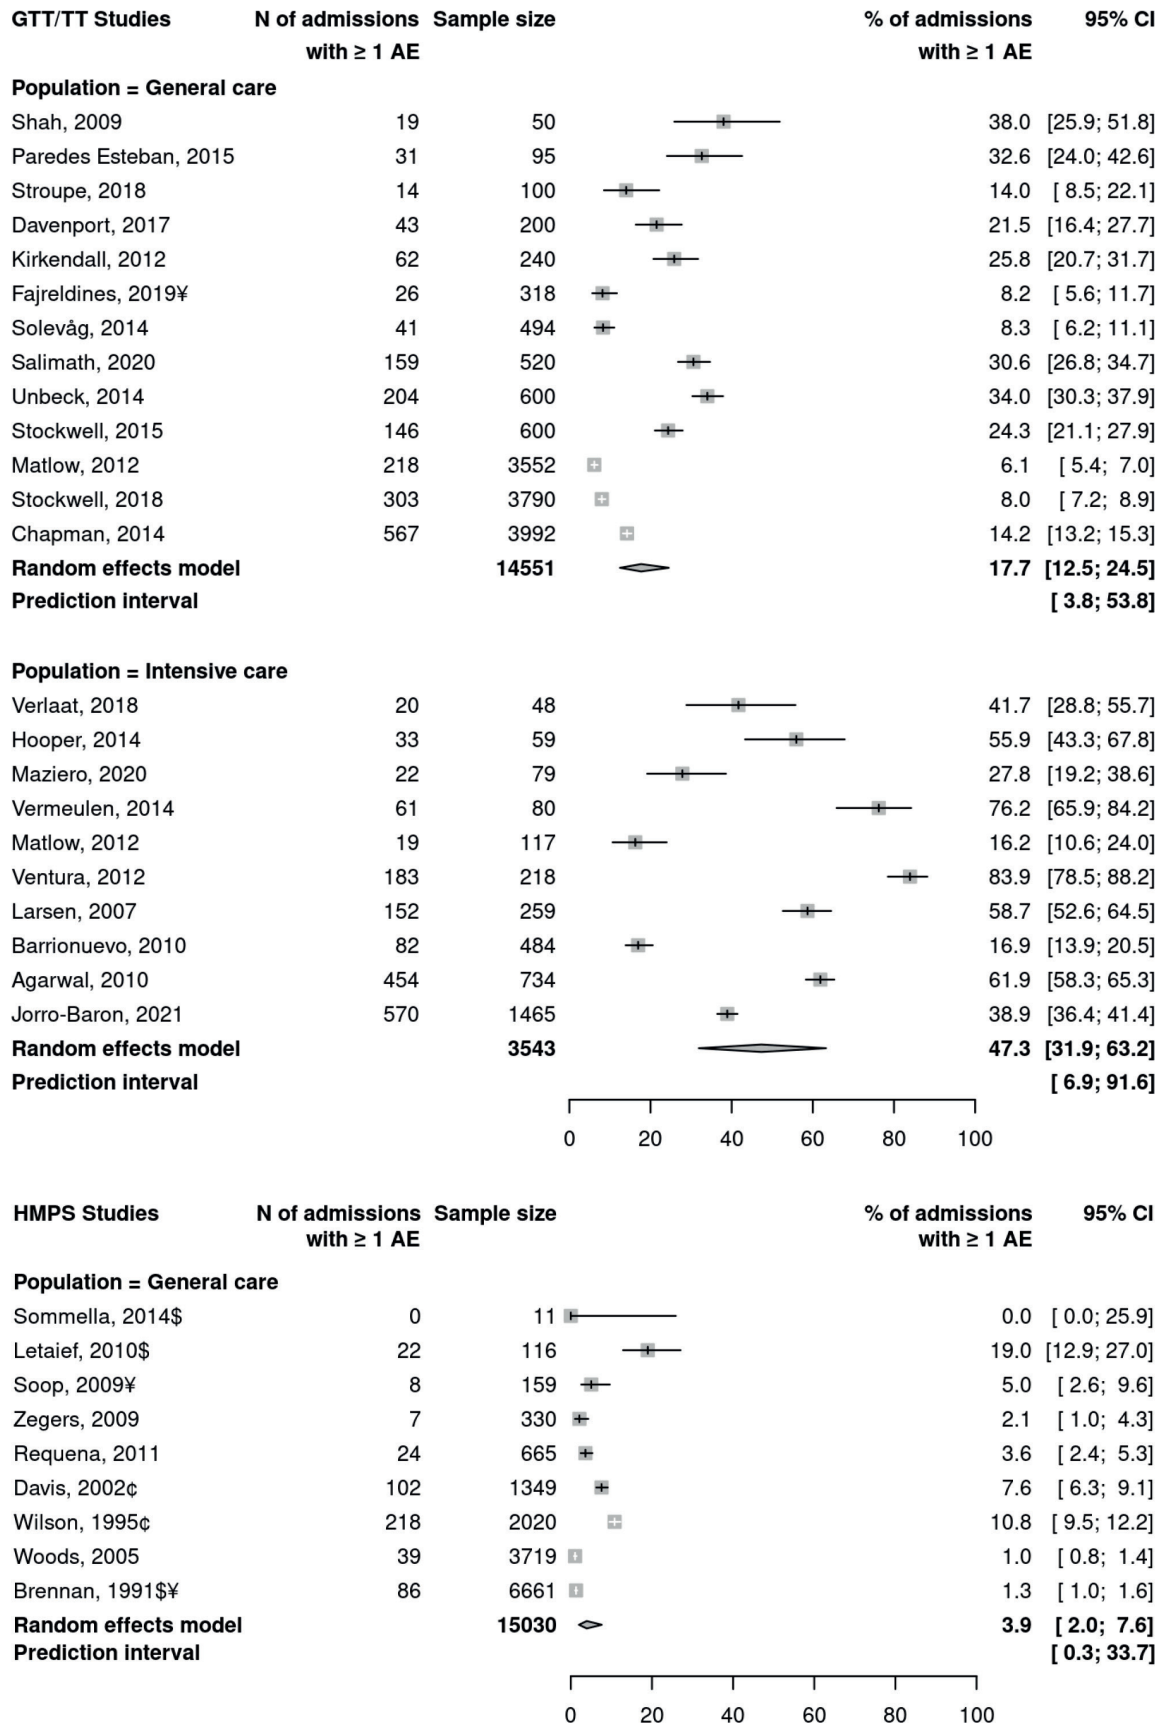 GTT/TT Studies N of admissions Sample size % of admissions 95% CI
with ≥ 1 AE with ≥ 1 AE
Population = General care
Shah, 2009 19 50 38.0 [25.9; 51.8]
Paredes Esteban, 2015 31 95 32.6 [24.0; 42.6]
Stroupe, 2018 14 100 14.0 [ 8.5; 22.1]
Davenport, 2017 43 200 21.5 [16.4; 27.7]
Kirkendall, 2012 62 240 25.8 [20.7; 31.7]
Fajreldines, 2019¥ 26 318 8.2 [ 5.6; 11.7]
Solevåg, 2014 41 494 8.3 [ 6.2; 11.1]
Salimath, 2020 159 520 30.6 [26.8; 34.7]
Unbeck, 2014 204 600 34.0 [30.3; 37.9]
Stockwell, 2015 146 600 24.3 [21.1; 27.9]
Matlow, 2012 218 3552 6.1 [ 5.4; 7.0]
Stockwell, 2018 303 3790 8.0 [ 7.2; 8.9]
Chapman, 2014 567 3992 14.2 [13.2; 15.3]
Random effects model 14551 17.7 [12.5; 24.5]
Prediction interval [ 3.8; 53.8]
Population = Intensive care
Verlaat, 2018 20 48 41.7 [28.8; 55.7]
Hooper, 2014 33 59 55.9 [43.3; 67.8]
Maziero, 2020 22 79 27.8 [19.2; 38.6]
Vermeulen, 2014 61 80 76.2 [65.9; 84.2]
Matlow, 2012 19 117 16.2 [10.6; 24.0]
Ventura, 2012 183 218 83.9 [78.5; 88.2]
Larsen, 2007 152 259 58.7 [52.6; 64.5]
Barrionuevo, 2010 82 484 16.9 [13.9; 20.5]
Agarwal, 2010 454 734 61.9 [58.3; 65.3]
Jorro-Baron, 2021 570 1465 38.9 [36.4; 41.4]
Random effects model 3543 47.3 [31.9; 63.2]
Prediction interval [ 6.9; 91.6]
0 20 40 60 80 100
HMPS Studies N of admissions Sample size % of admissions 95% CI
with ≥ 1 AE with ≥ 1 AE
Population = General care
Sommella, 2014$ 0 11 0.0 [ 0.0; 25.9]
Letaief, 2010$ 22 116 19.0 [12.9; 27.0]
Soop, 2009¥ 8 159 5.0 [ 2.6; 9.6]
Zegers, 2009 7 330 2.1 [ 1.0; 4.3]
Requena, 2011 24 665 3.6 [ 2.4; 5.3]
Davis, 2002¢ 102 1349 7.6 [ 6.3; 9.1]
Wilson, 1995¢ 218 2020 10.8 [ 9.5; 12.2]
Woods, 2005 39 3719 1.0 [ 0.8; 1.4]
Brennan, 1991$¥ 86 6661 1.3 [ 1.0; 1.6]
Random effects model 15030 3.9 [ 2.0; 7.6]
Prediction interval [ 0.3; 33.7]
0 20 40 60 80 100